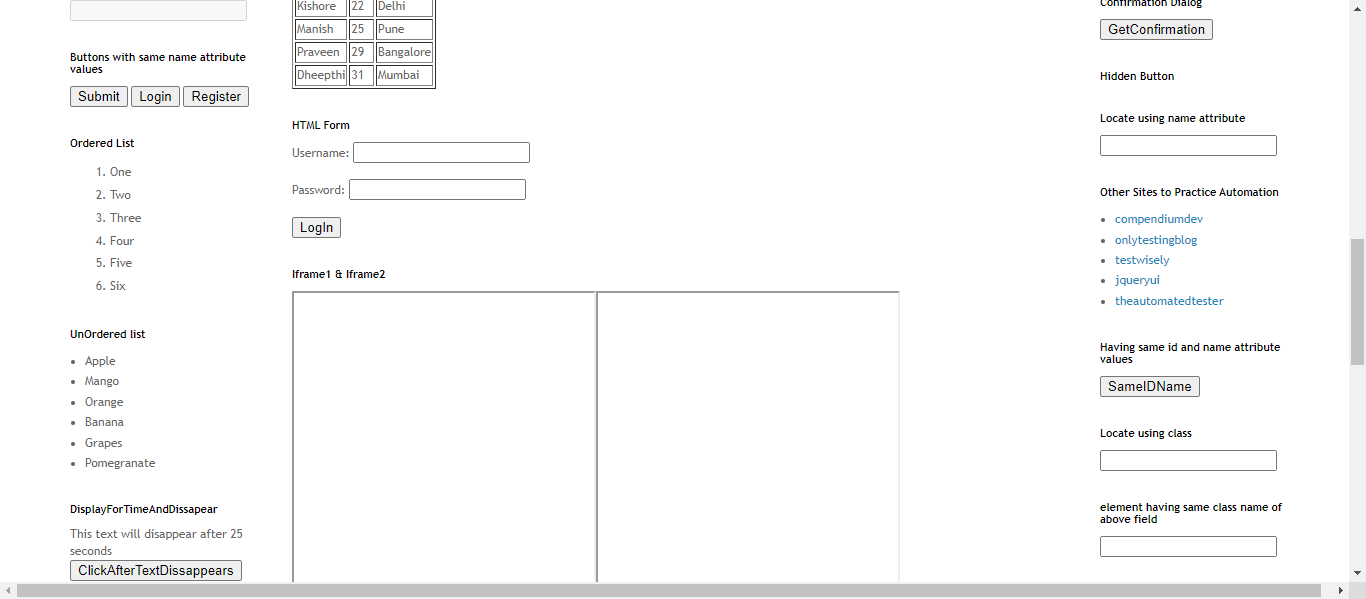 Buttons with same name attribute
values
Submit Login Register
Ordered List
1. One
2. Two
3. Three
4. Four
5. Five
6. Six
UnOrdered list
Apple
Mango
Orange
Banana
Grapes
Pomegranate
DisplayForTimeAndDissapear
This text will disappear after 25
seconds
ClickAfterTextDissappears
Kishore 22 Delhi
Manish 25 Pune
Praveen 29 Bangalore
Dheepthi 31 Mumbai
HTML Form
Username:
Password:
LogIn
Iframe1 & Iframe2
Confirmation Dialog
GetConfirmation
Hidden Button
Locate using name attribute
Other Sites to Practice Automation
compendiumdev
onlytestingblog
testwisely
jqueryui
theautomatedtester
Having same id and name attribute
values
SameIDName
Locate using class
element having same class name of
above field